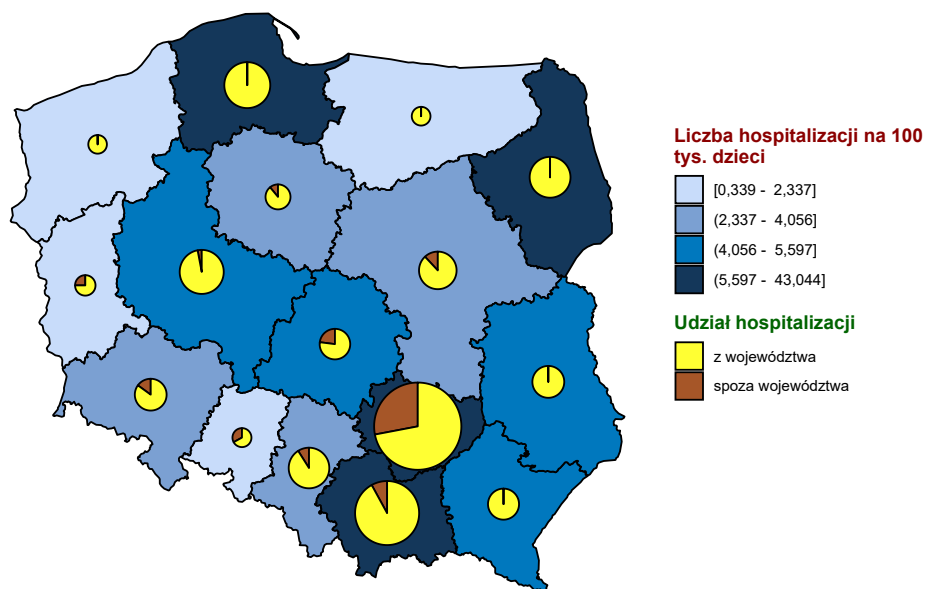 Liczba hospitalizacji na 100
tys. dzieci
[0,339 - 2,337]
(2,337 - 4,056]
(4,056 - 5,597]
(5,597 - 43,044]
Udział hospitalizacji
z województwa
spoza województwa